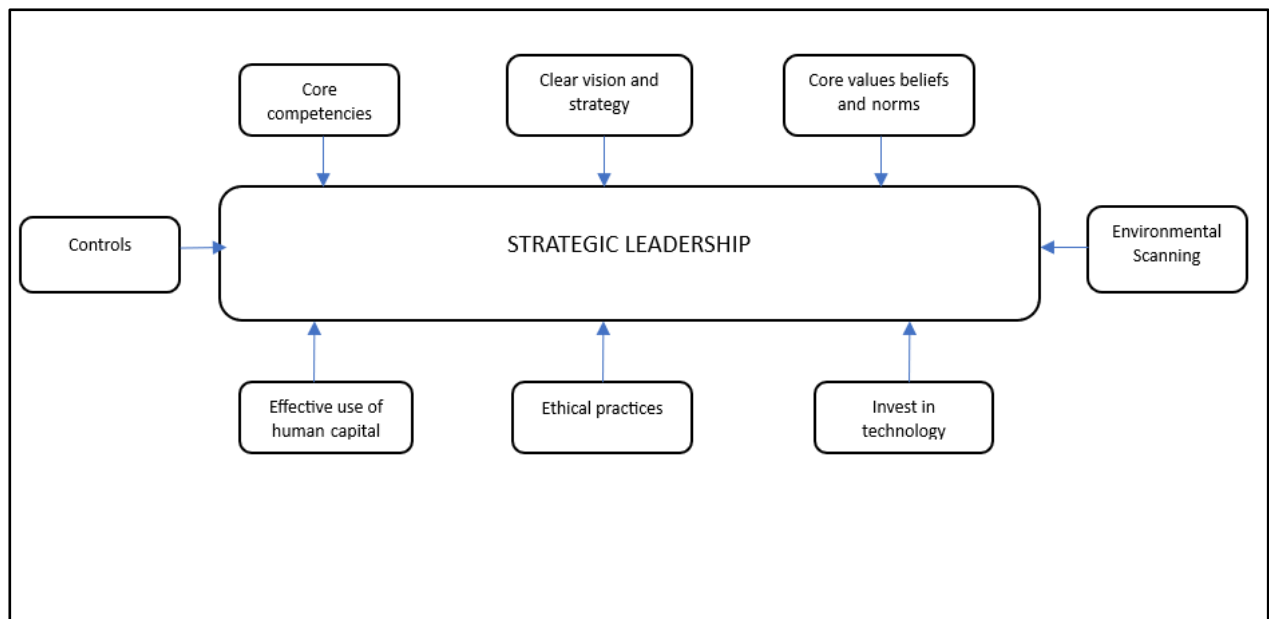 Core
competencies
Clear vision and
strategy
Core values beliefs
and norms
Controls
STRATEGIC LEADERSHIP
Environmental
Scanning
Effective use of
human capital
Ethical practices
Invest in
technology